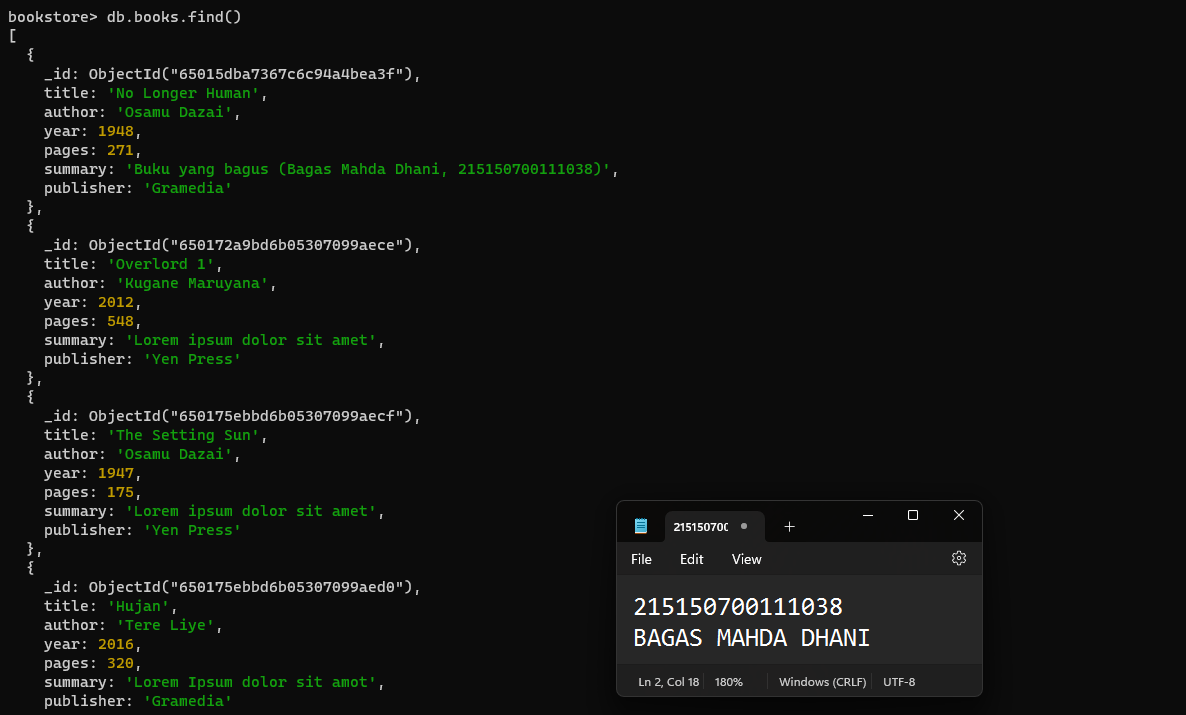 bookstore> db.books.find()
[
  {
    _id: ObjectId("65015dba7367c6c94a4bea3f"),
    title: 'No Longer Human',
    author: 'Osamu Dazai',
    year: 1948,
    pages: 271,
    summary: 'Buku yang bagus (Bagas Mahda Dhani, 215150700111038)',
    publisher: 'Gramedia'
  },
  {
    _id: ObjectId("650172a9bd6b05307099aece"),
    title: 'Overlord 1',
    author: 'Kugane Maruyana',
    year: 2012,
    pages: 548,
    summary: 'Lorem ipsum dolor sit amet',
    publisher: 'Yen Press'
  },
  {
    _id: ObjectId("650175ebbd6b05307099aecf"),
    title: 'The Setting Sun',
    author: 'Osamu Dazai',
    year: 1947,
    pages: 175,
    summary: 'Lorem ipsum dolor sit amet',
    publisher: 'Yen Press'
  },
  {
    _id: ObjectId("650175ebbd6b05307099aed0"),
    title: 'Hujan',
    author: 'Tere Liye',
    year: 2016,
    pages: 320,
    summary: 'Lorem Ipsum dolor sit amot',
    publisher: 'Gramedia'
21515070
File Edit View
215150700111038
BAGAS MAHDA DHANI
Ln 2, Col 18 180% Windows (CRLF) UTF-8